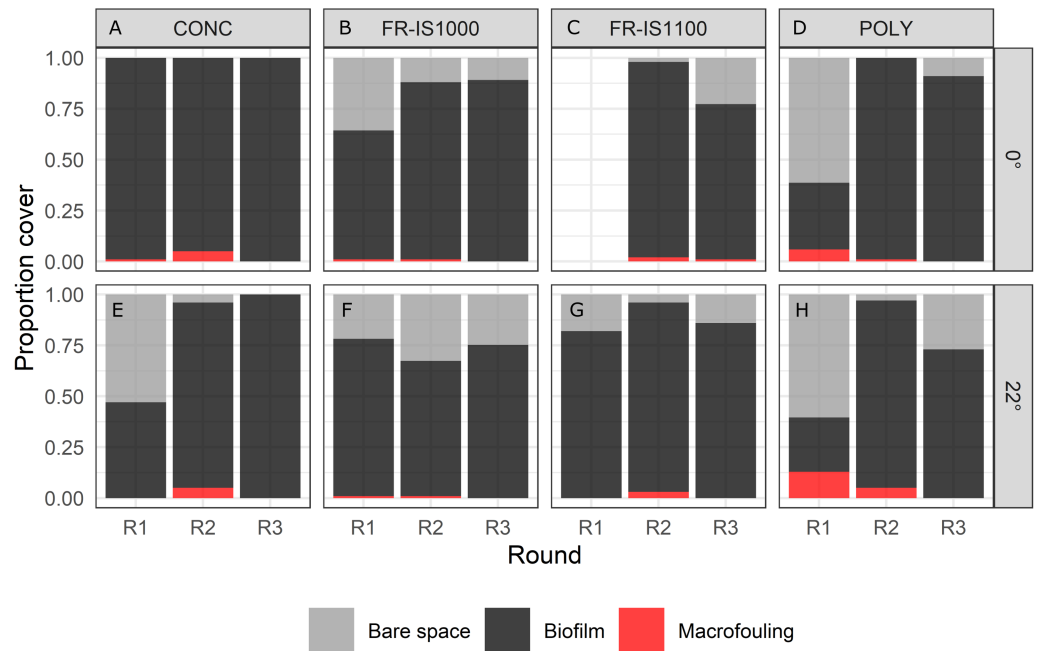 A CONC B FR-IS1000 C FR-IS1100 D POLY
1.00
0.75
0.50
0.25
0.00
0°
Proportion cover
E F G H
1.00
0.75
0.50
0.25
0.00
22°
R1 R2 R3 R1 R2 R3 R1 R2 R3 R1 R2 R3
Round
Bare space Biofilm Macrofouling